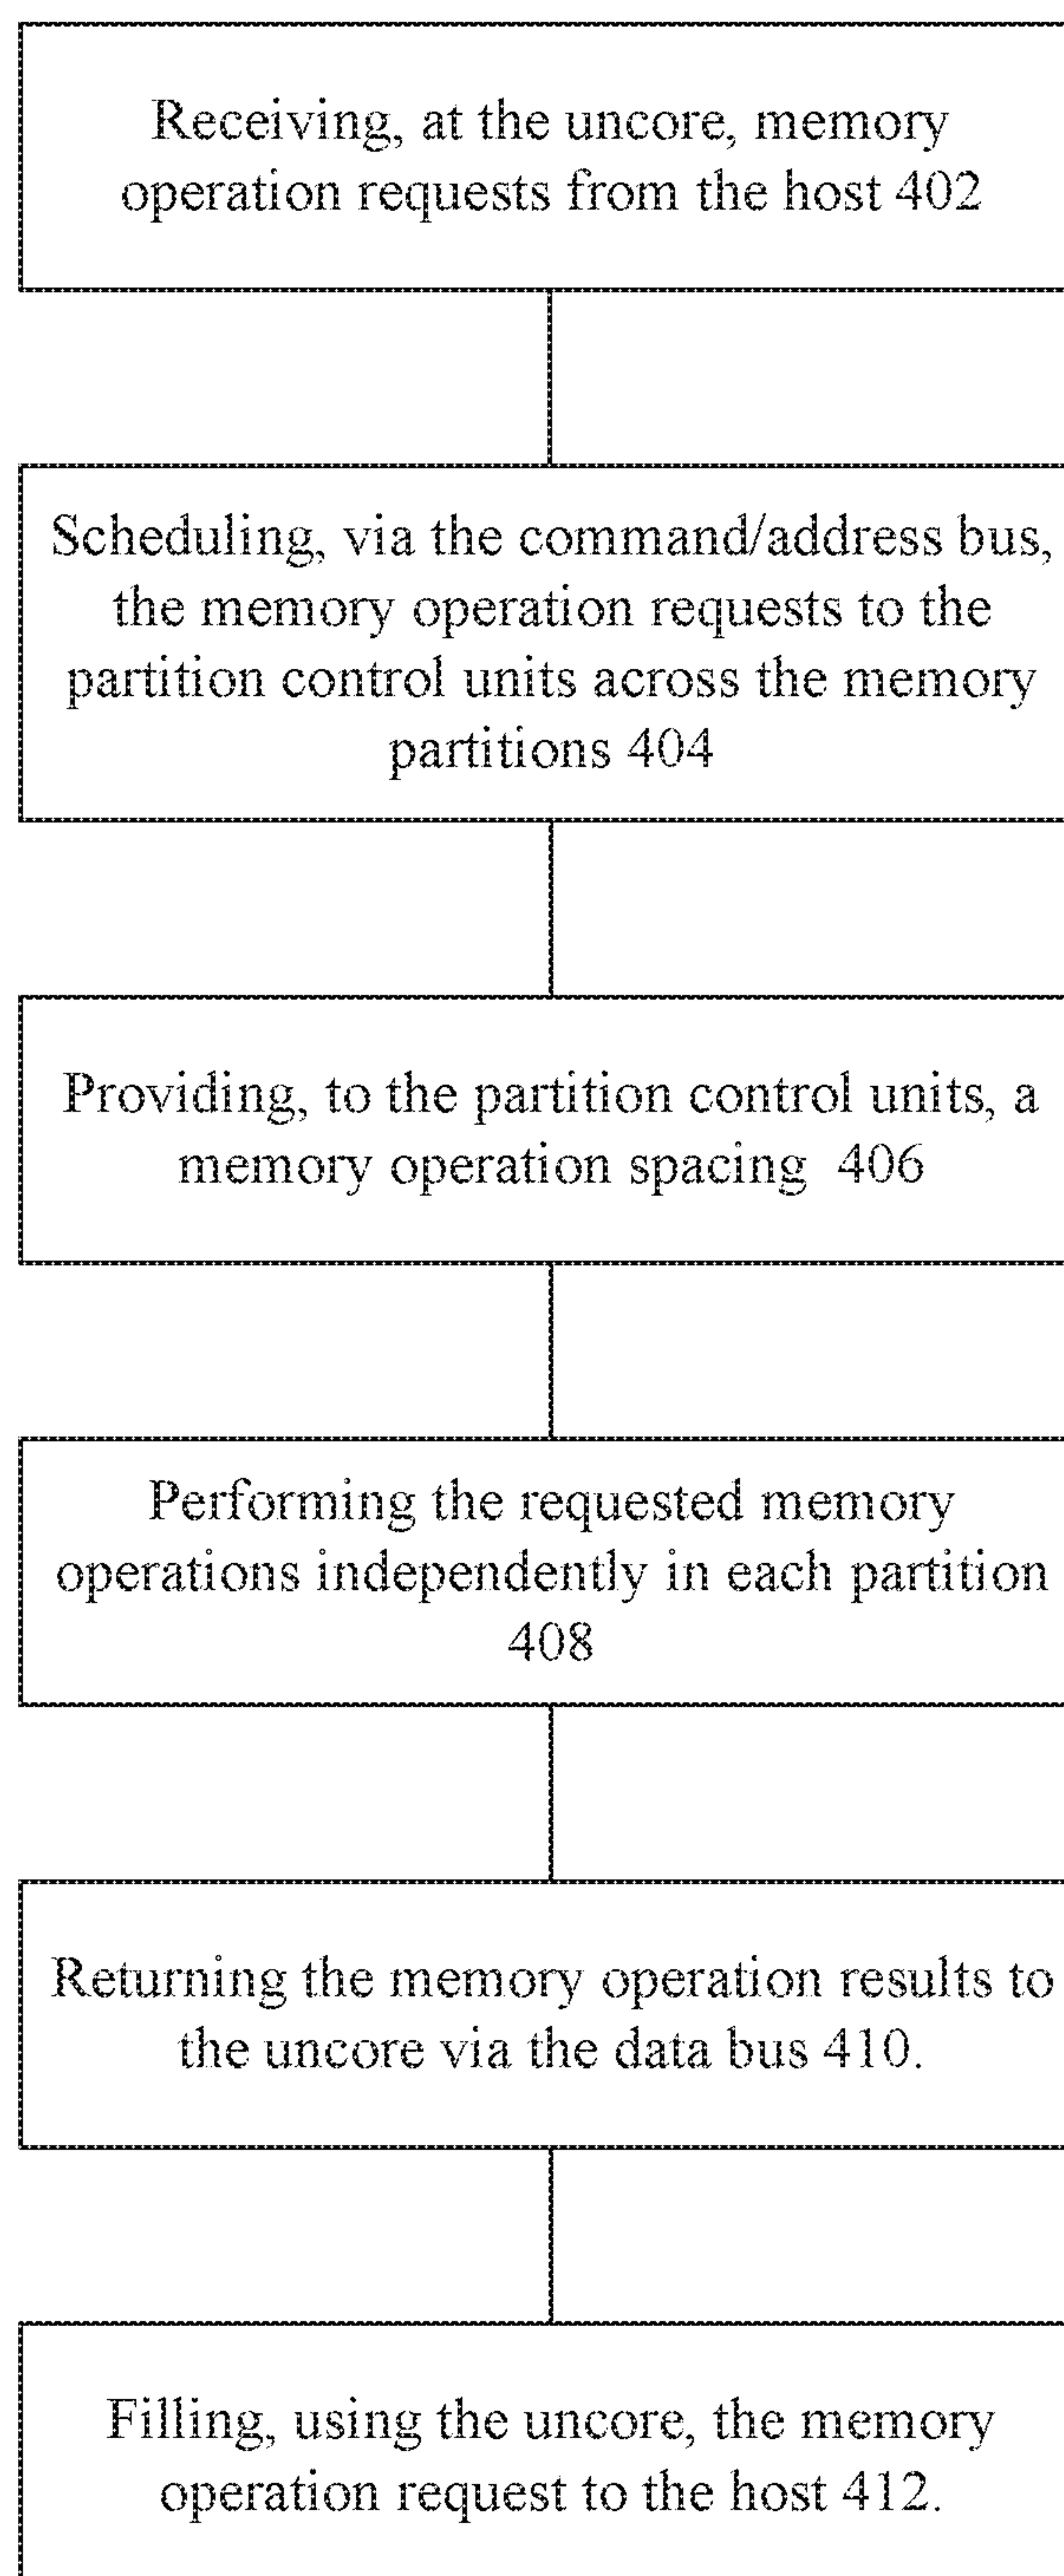 Receiving, at the uncore, memory
operation requests from the host 402
Scheduling, via the command/address bus,
the memory operation requests to the
partition control units across the memory
partitions 404
Providing, to the partition control units, a
memory operation spacing 406
Performing the requested memory
operations independently in each partition
408
Returning the memory operation results to
the uncore via the data bus 410.
Filling, using the uncore, the memory
operation request to the host 412.